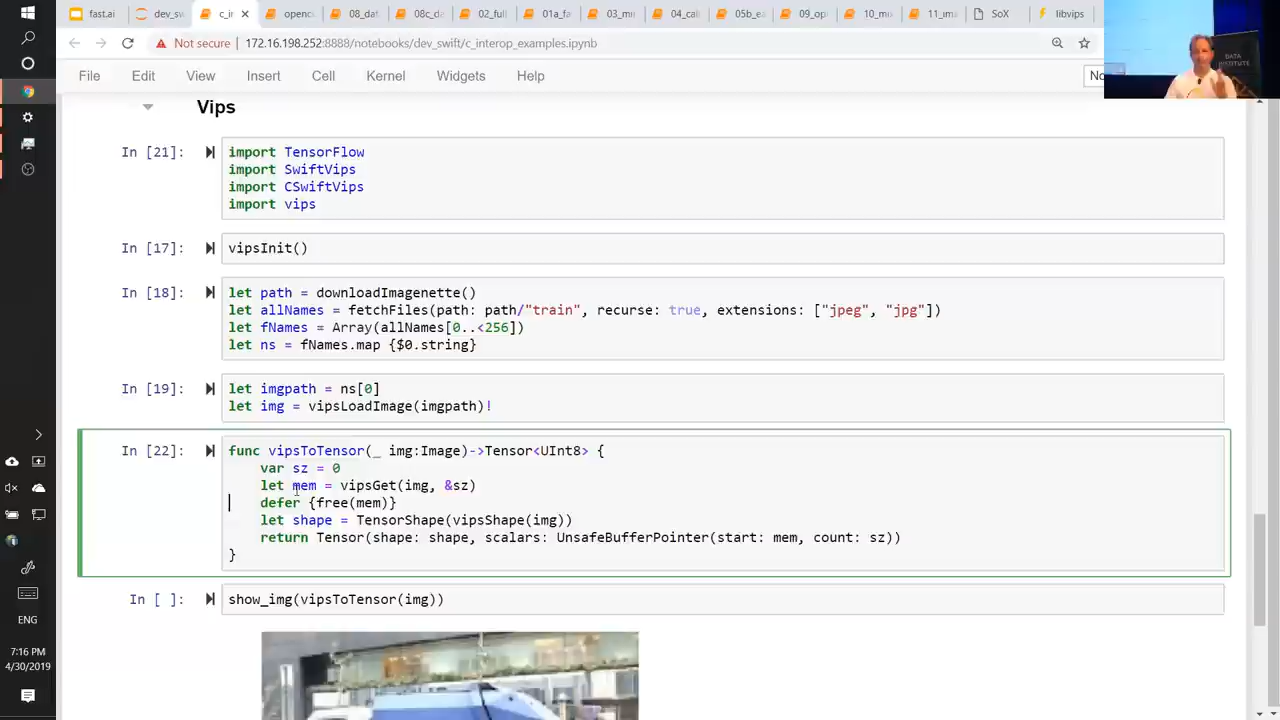 fast.ai
dev_sw
c_in
openc
08_dat
08c_da
02_full
01a_fa
03_mi
04_cal
05b_ea
09_op
10_mo
11_ima
SoX
libvips
Not secure
172.16.198.252:8888/notebooks/dev_swift/c_interop_examples.ipynb
File Edit View Insert Cell Kernel Widgets Help
DATA
INSTITUTE
Vips
In [21]:
import TensorFlow
import SwiftVips
import CSwiftVips
import vips
In [17]:
vipsInit()
In [18]:
let path = downloadImagenette()
let allNames = fetchFiles(path: path/"train", recurse: true, extensions: ["jpeg", "jpg"])
let fNames = Array(allNames[0..<256])
let ns = fNames.map {$0.string}
In [19]:
let imgpath = ns[0]
let img = vipsLoadImage(imgpath)!
In [22]:
func vipsToTensor(_ img:Image)->Tensor<UInt8> {
var sz = 0
let mem = vipsGet(img, &sz)
defer {free(mem)}
let shape = TensorShape(vipsShape(img))
return Tensor(shape: shape, scalars: UnsafeBufferPointer(start: mem, count: sz))
}
In [ ]:
show_img(vipsToTensor(img))
ENG
7:16 PM
4/30/2019